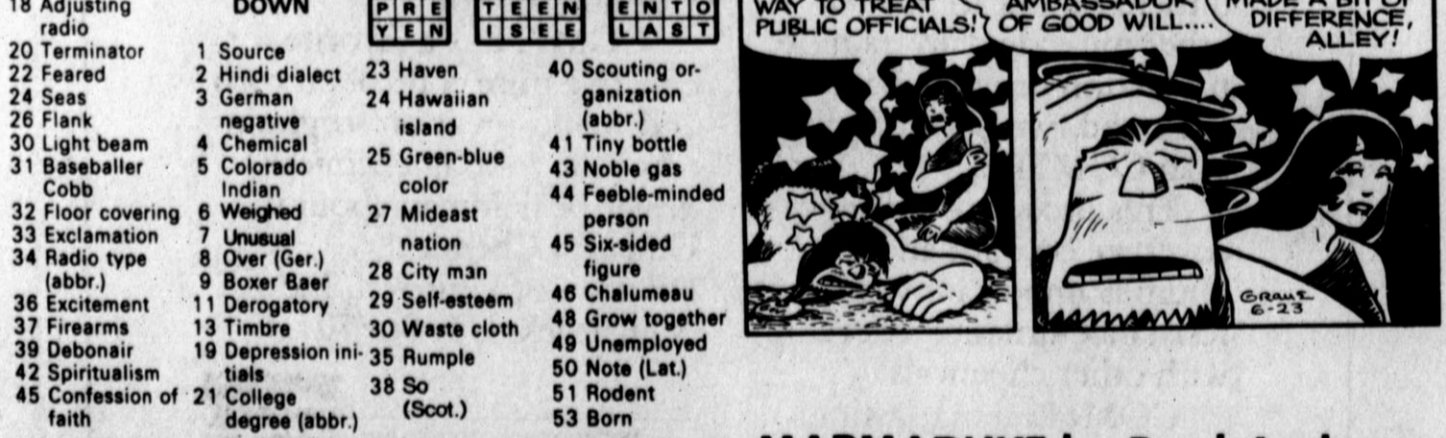 18 Adjusting
radio
20 Terminator
22 Feared
24 Seas
26 Flank
30 Light beam
31 Baseballer
Cobb
32 Floor covering
33 Exclamation
34 Radio type
(abbr.)
36 Excitement
37 Firearms
39 Debonair
42 Spiritualism
45 Confession of
faith
DOWN
1 Source
2 Hindi dialect
3 German
negative
4 Chemical
5 Colorado
Indian
6 Weighed
7 Unusual
8 Over (Ger.)
9 Boxer Baer
11 Derogatory
13 Timbre
19 Depression ini-
tials
21 College
degree (abbr.)
PRE
YEN
TEEN
ISEE
ENTO
LAST
23 Haven
24 Hawaiian
island
25 Green-blue
color
27 Mideast
nation
28 City man
29 Self-esteem
30 Waste cloth
35 Rumple
38 So
(Scot.)
40 Scouting or-
ganization
(abbr.)
41 Tiny bottle
43 Noble gas
44 Feeble-minded
person
45 Six-sided
figure
46 Chalumeau
48 Grow together
49 Unemployed
50 Note (Lat.)
51 Rodent
53 Born
WAY TO TREAT
PUBLIC OFFICIALS!
AMBASSADOR
OF GOOD WILL....
MADE A BIT OF
DIFFERENCE,
ALLEY!
GRAUE
6-23